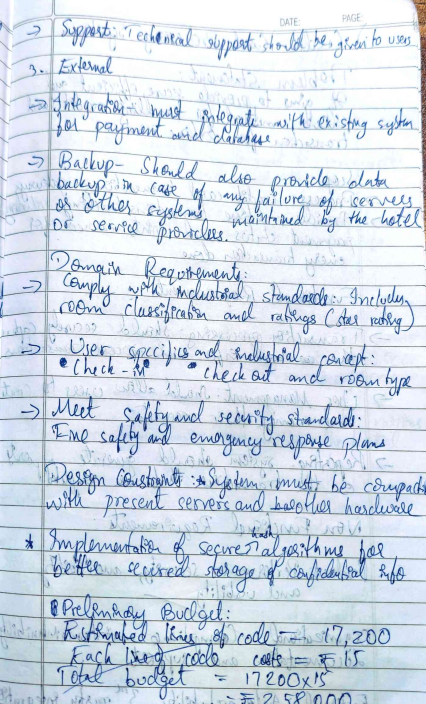 DATE: PAGE:
→ Support: Techenical support should be given to users
3. External
↳ Integration - must integrate with existing system
for payment and database
→ Backup - Should also provide data
backup in case of any failure of servers
or other systems maintained by the hotel
or service providers.
Domain Requirements:
→ Comply with industrial standards: Includes
room classification and ratings (star rating)
→ User specifics and industrial concept:
• Check-in • check out and room type
→ Meet safety and security standards:
Fire safety and emergency response plans
Design Constraints: * System must be
with present servers and other hardware
* Implementation of secure hash algorithms for
better secured storage of confidential info
Preliminary Budget:
Estimated lines of code = 17,200
Each line of code costs = ₹ 15
Total budget = 17200x15
= ₹ 2,58,000